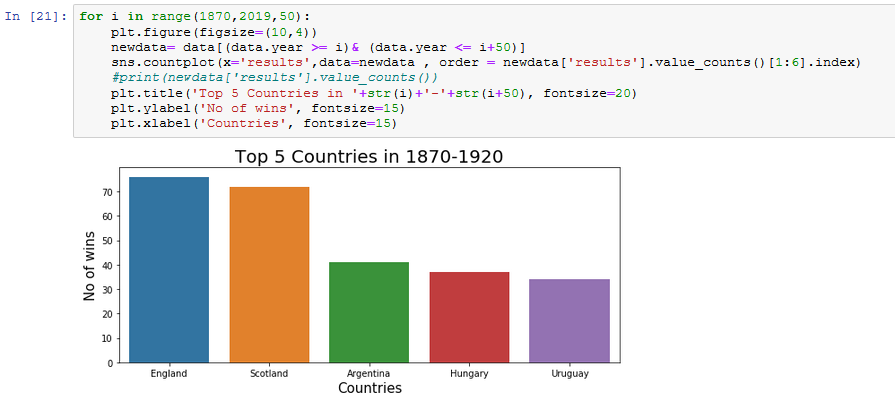 In [21]: for i in range(1870,2019,50):
plt.figure(figsize=(10,4))
newdata= data[(data.year >= i)& (data.year <= i+50)]
sns.countplot(x='results',data=newdata , order = newdata['results'].value_counts()[1:6].index)
#print(newdata['results'].value_counts())
plt.title('Top 5 Countries in '+str(i)+'-'+str(i+50), fontsize=20)
plt.ylabel('No of wins', fontsize=15)
plt.xlabel('Countries', fontsize=15)
Top 5 Countries in 1870-1920
No of wins
70
60
50
40
30
20
10
0
England Scotland Argentina Hungary Uruguay
Countries